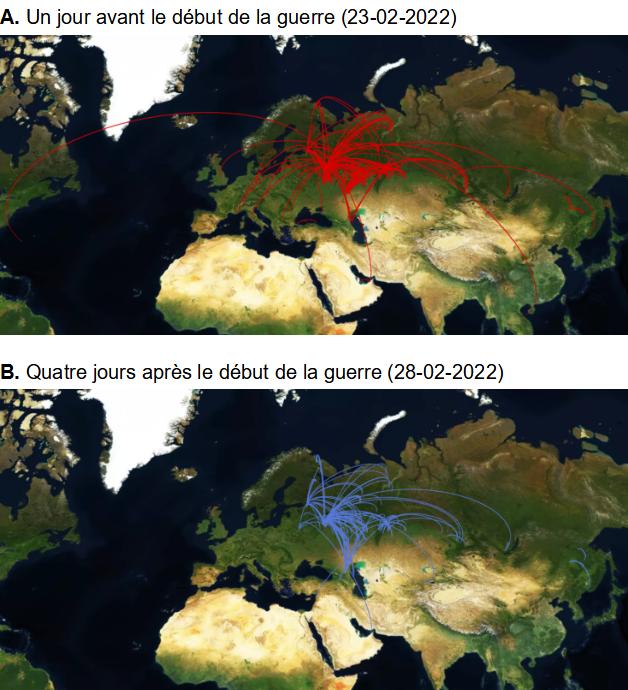 A. Un jour avant le début de la guerre (23-02-2022)
B. Quatre jours après le début de la guerre (28-02-2022)